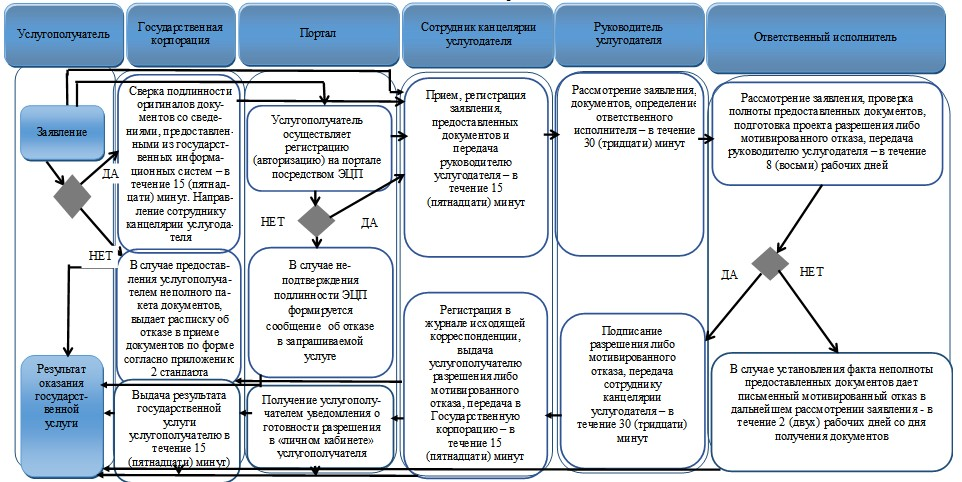 Услугополучатель
Государственная
корпорация
Портал
Сотрудник канцелярии
услугодателя
Руководитель
услугодателя
Ответственный исполнитель
Заявление
ДА
НЕТ
Сверка подлинности
оригиналов доку-
ментов со сведе-
ниями, предоставлен-
ными из государст-
венных информа-
ционных систем – в
течение 15 (пятнад-
цати) минут. Направ-
ление сотруднику
канцелярии услугода-
теля
Услугополучатель
осуществляет
регистрацию
(авторизацию) на портале
посредством ЭЦП
НЕТ
ДА
Прием, регистрация
заявления,
предоставленных
документов и
передача
руководителю
услугодателя – в
течение 15
(пятнадцати) минут
Рассмотрение заявления,
документов, определение
ответственного
исполнителя – в течение
30 (тридцати) минут
Рассмотрение заявления, проверка
полноты предоставленных документов,
подготовка проекта разрешения либо
мотивированного отказа, передача
руководителю услугодателя – в течение
8 (восьми) рабочих дней
ДА
НЕТ
В случае предостав-
ления услугополуча-
телем неполного па-
кета документов,
выдает расписку об
отказе в приеме
документов по форме
согласно приложению
2 стандарта
В случае не-
подтверждения
подлинности ЭЦП
формируется
сообщение об отказе
в запрашиваемой
услуге
Регистрация в
журнале исходящей
корреспонденции,
выдача
услугополучателю
разрешения либо
мотивированного
отказа, передача в
Государственную
корпорацию – в
течение 15
(пятнадцати) минут
Подписание
разрешения либо
мотивированного
отказа, передача
сотруднику
канцелярии
услугодателя – в
течение 30 (тридцати)
минут
В случае установления факта неполноты
предоставленных документов дает
письменный мотивированный отказ в
дальнейшем рассмотрении заявления - в
течение 2 (двух) рабочих дней со дня
получения документов
Результат
оказания
государст-
венной
услуги
Выдача результата
государственной
услуги
услугополучателю в
течение 15
(пятнадцати) минут)
Получение услугополу-
чателем уведомления о
готовности разрешения
в «личном кабинете»
услугополучателя